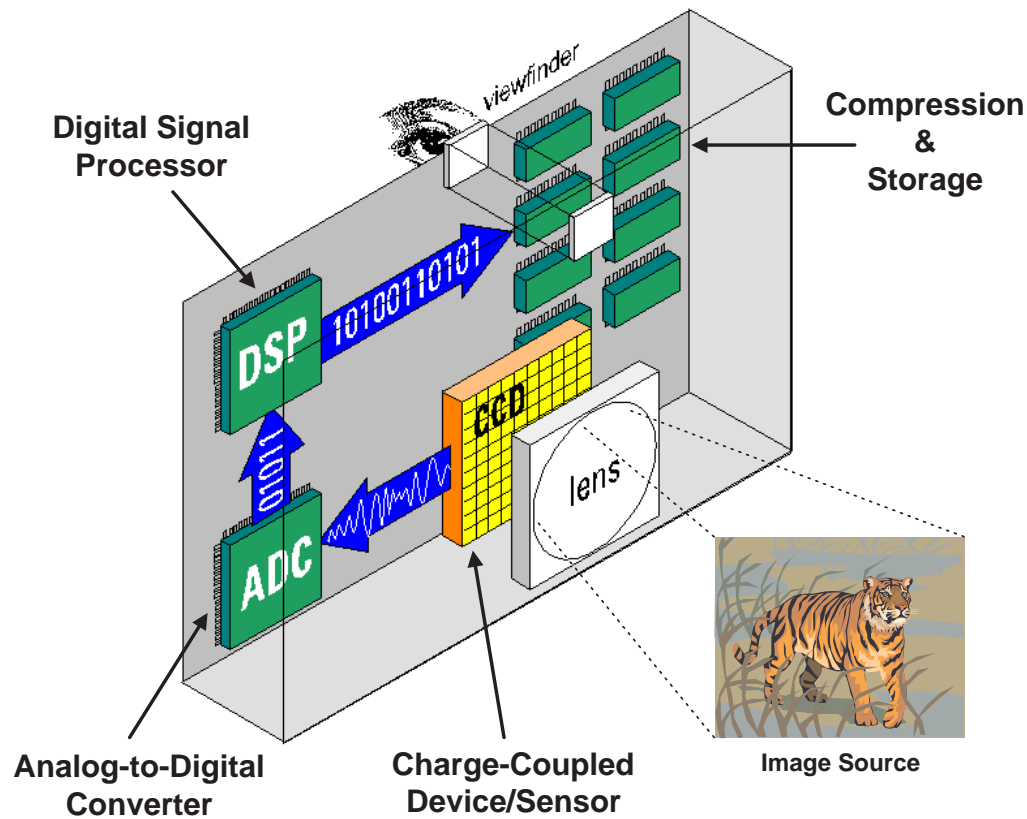 viewfinder
Compression
&
Storage
Digital Signal
Processor
10100110101
DSP
CCD
01011
lens
ADC
Image Source
Analog-to-Digital
Converter
Charge-Coupled
Device/Sensor